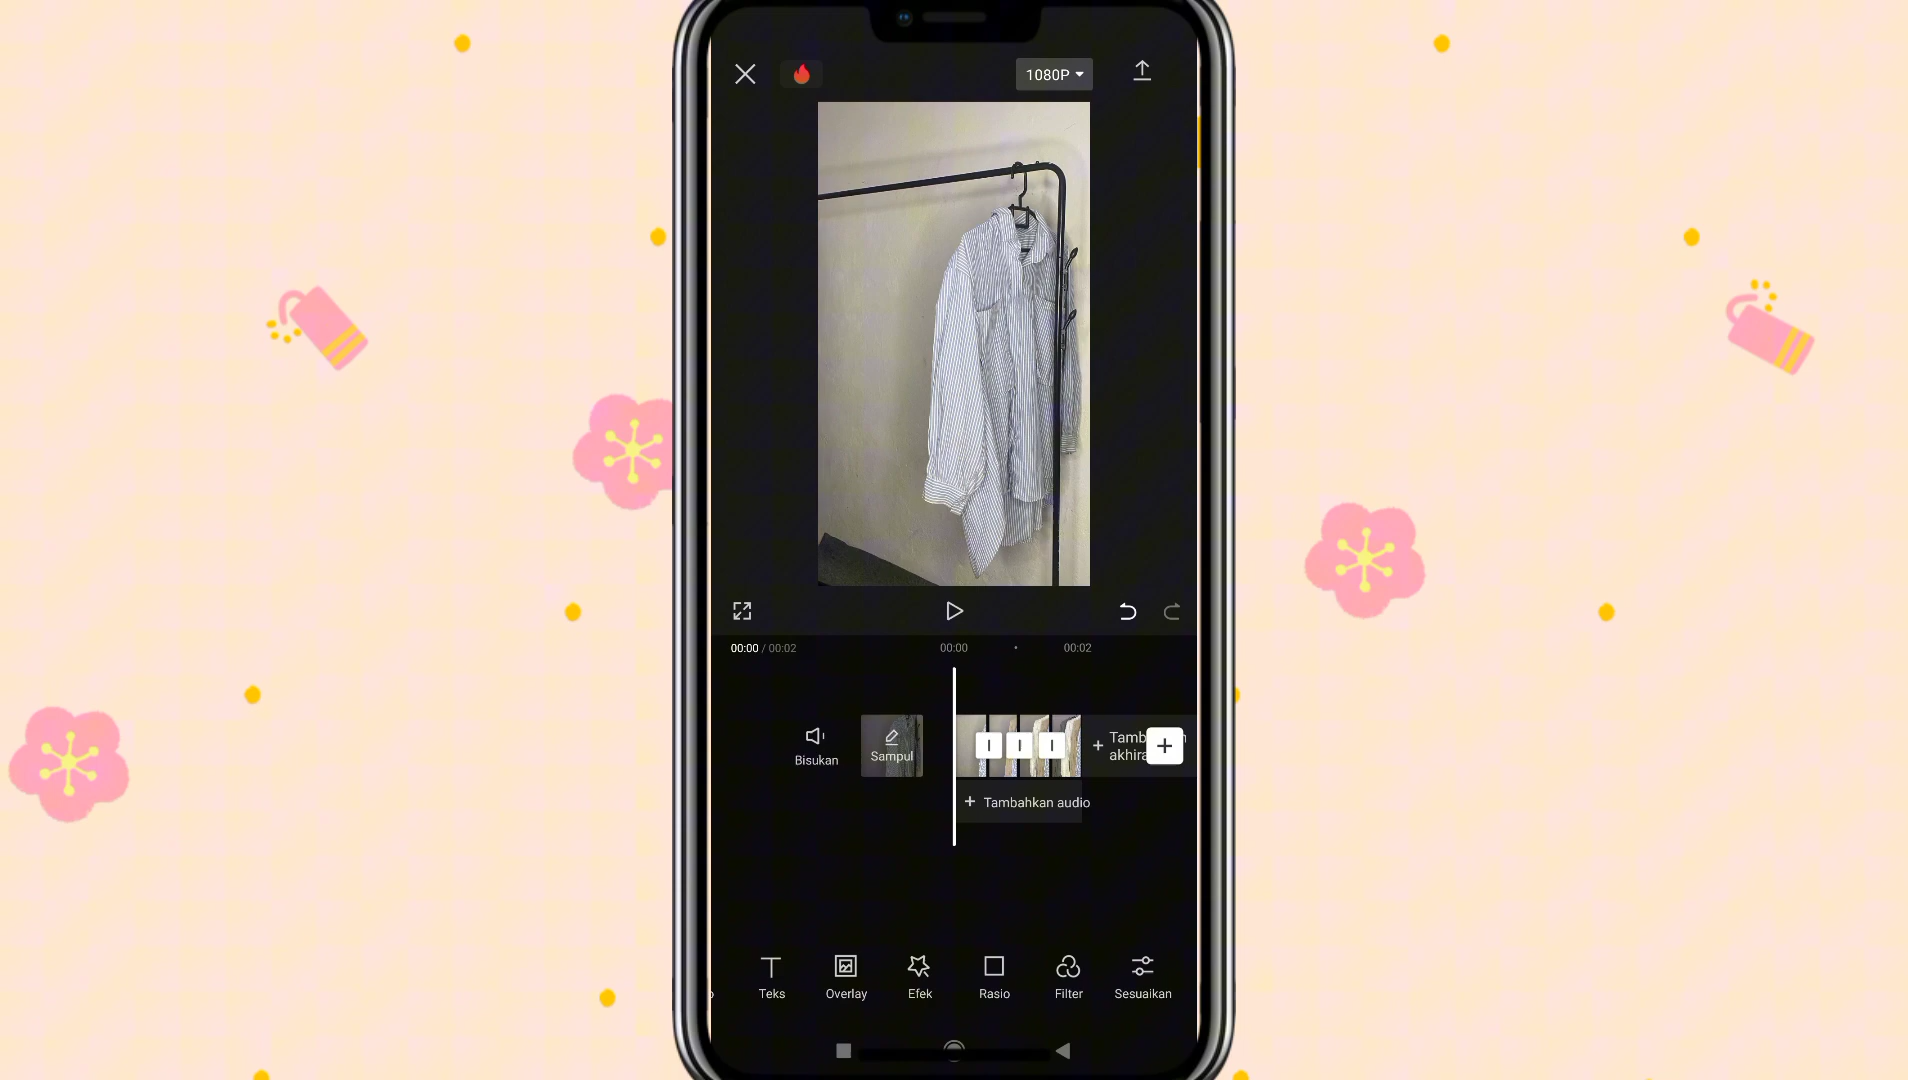 1080P
00:00 / 00:02
00:00
00:02
Bisukan
Sampul
+ Tamb
akhira
+ Tambahkan audio
Teks
Overlay
Efek
Rasio
Filter
Sesuaikan